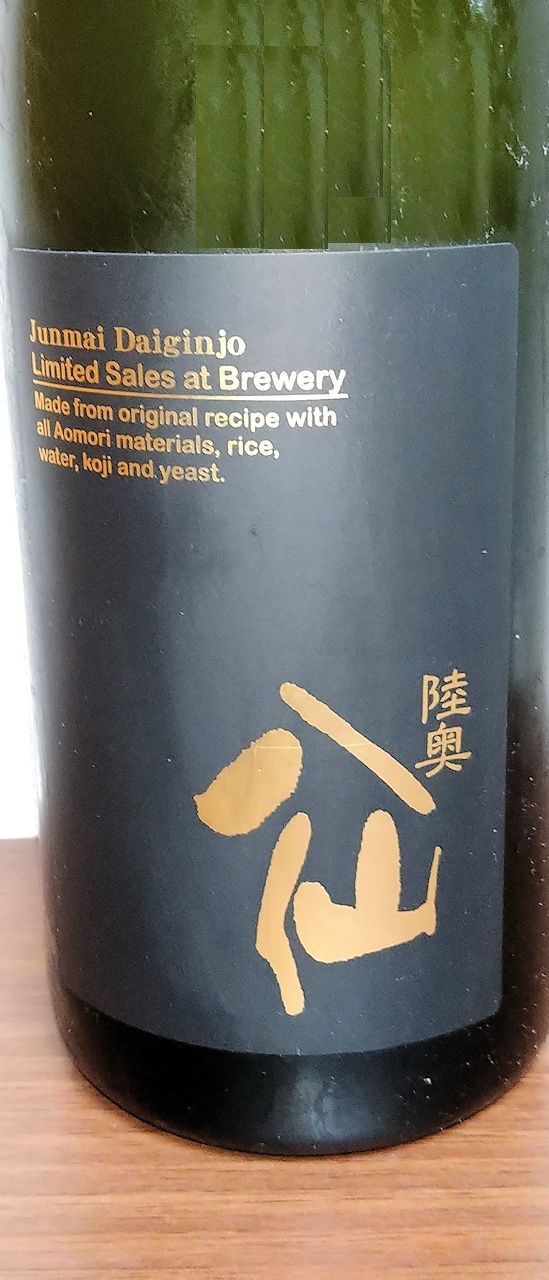 Junmai Daiginjo
Limited Sales at Brewery
Made from original recipe with
all Aomori materials, rice,
water, koji and yeast.
陸奥
八仙